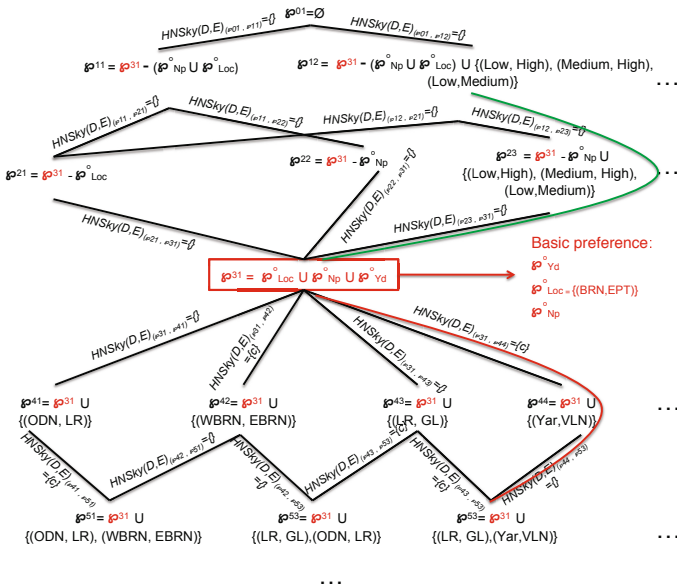 ℘01=Ø
HNSky(D,E)(℘01 , ℘11)={}
HNSky(D,E)(℘01 , ℘12)={}
℘11= ℘31 - (℘°Np U ℘°Loc)
℘12= ℘31 - (℘°Np U ℘°Loc) U {(Low, High), (Medium, High),
(Low,Medium)}
...
HNSky(D,E)(℘11 , ℘21)={}
HNSky(D,E)(℘11 , ℘22)={}
HNSky(D,E)(℘12 , ℘21)={}
HNSky(D,E)(℘12 , ℘23)={}
℘21= ℘31 - ℘°Loc
℘22= ℘31 - ℘°Np
℘23 = ℘31 - ℘°Np U
{(Low,High), (Medium, High),
(Low,Medium)}
...
HNSky(D,E)(℘21 , ℘31)={}
HNSky(D,E)(℘22 , ℘31)={}
HNSky(D,E)(℘23 , ℘31)={}
℘31 = ℘°Loc U ℘°Np U ℘°Yd
Basic preference:
℘°Yd
℘°Loc = {(BRN,EPT)}
℘°Np
HNSky(D,E)(℘31 , ℘41)={}
HNSky(D,E)(℘31 , ℘42)
={c}
HNSky(D,E)(℘31 , ℘43)={}
HNSky(D,E)(℘31 , ℘44)={c}
℘41= ℘31 U
{(ODN, LR)}
℘42= ℘31 U
{(WBRN, EBRN)}
℘43= ℘31 U
{(LR, GL)}
℘44= ℘31 U
{(Yar,VLN)}
...
HNSky(D,E)(℘41 , ℘51)
={c}
HNSky(D,E)(℘42 , ℘51)={}
HNSky(D,E)(℘42 , ℘53)
={}
HNSky(D,E)(℘43 , ℘53)={c}
HNSky(D,E)(℘43 , ℘53)
={c}
HNSky(D,E)(℘44 , ℘53)
={}
℘51= ℘31 U
{(ODN, LR), (WBRN, EBRN)}
℘53= ℘31 U
{(LR, GL),(ODN, LR)}
℘53= ℘31 U
{(LR, GL),(Yar,VLN)}
...
...